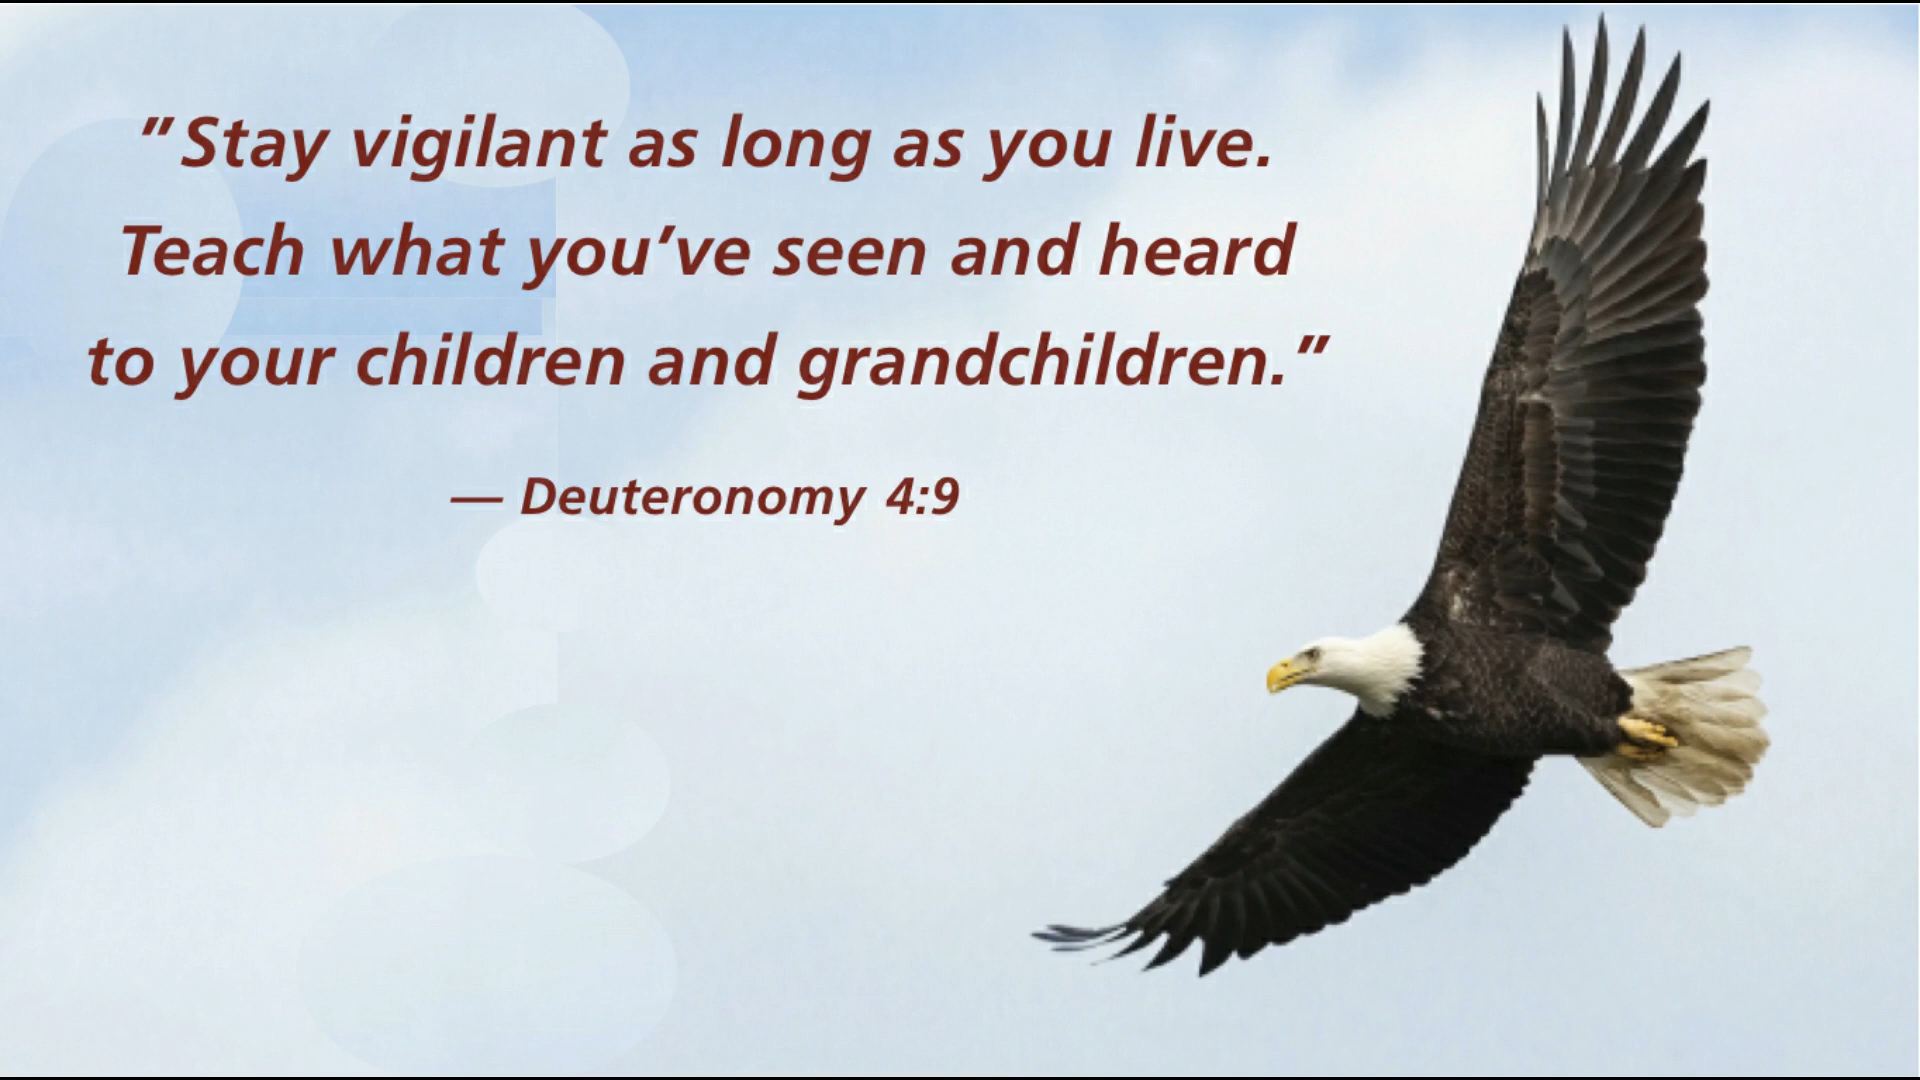 "Stay vigilant as long as you live.
Teach what you've seen and heard
to your children and grandchildren."
— Deuteronomy 4:9